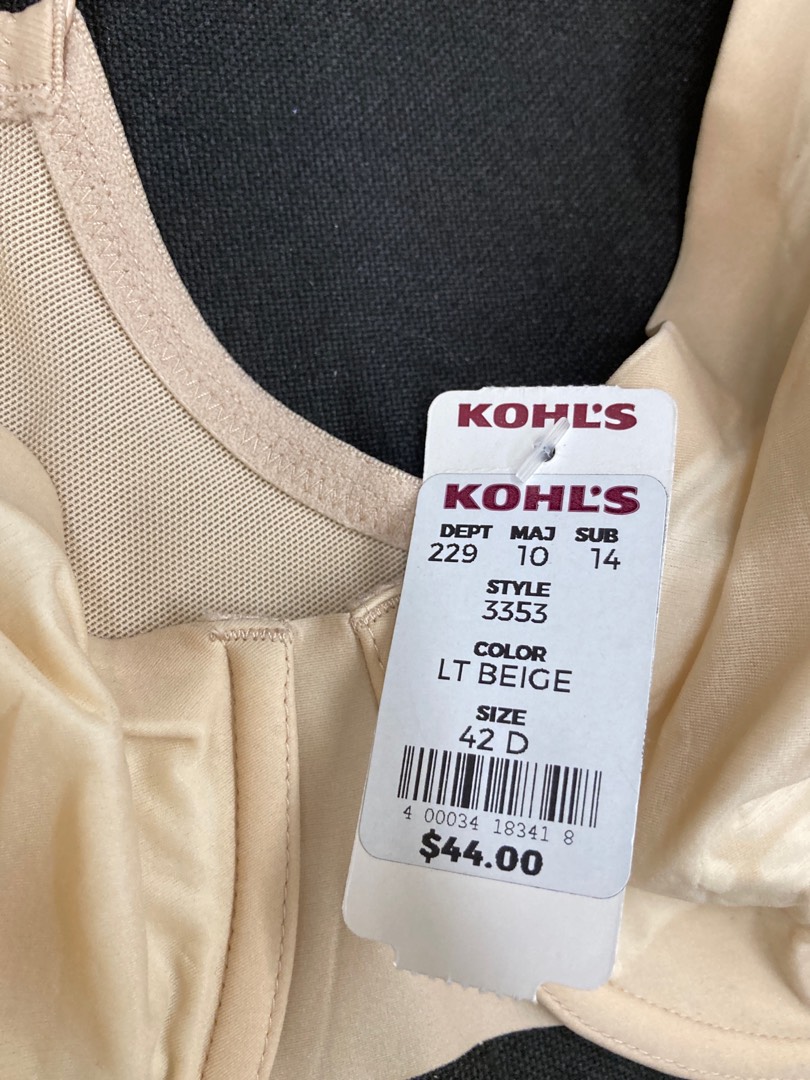 KOHL'S
KOHL'S
DEPT MAJ SUB
229 10 14
STYLE
3353
COLOR
LT BEIGE
SIZE
42 D
4 00034 18341 8
$44.00